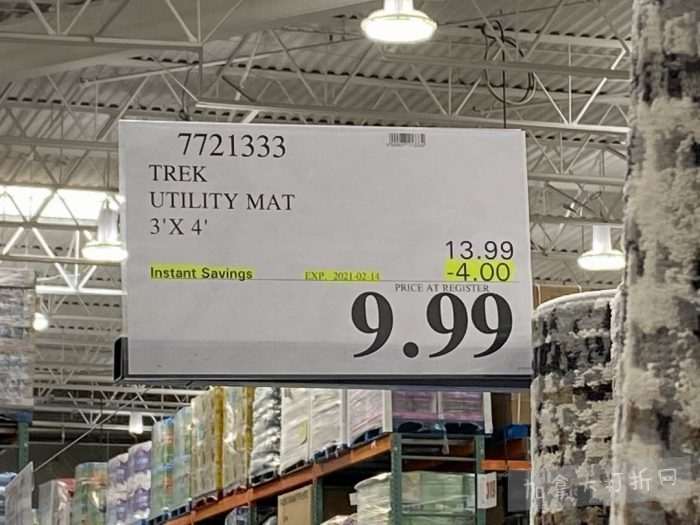 7721333
TREK
UTILITY MAT
3'X 4'
13.99
Instant Savings EXP. 2021-02-14 -4.00
PRICE AT REGISTER
9.99
加拿大打折网